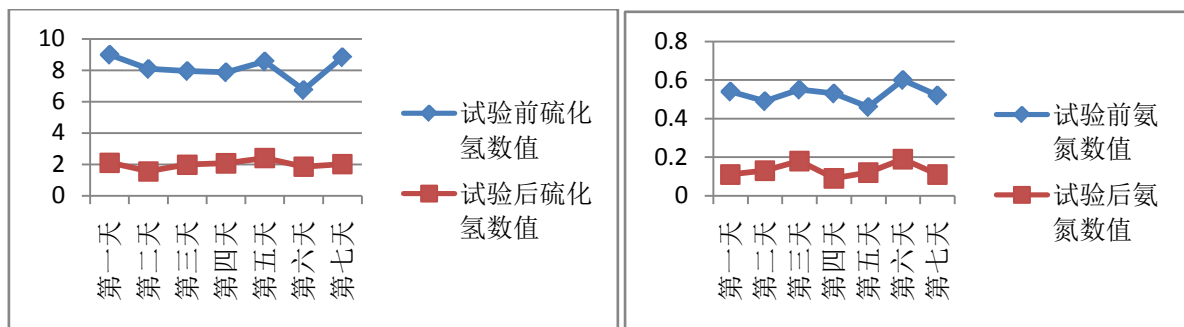 10
8
6
4
2
0
第一天
第二天
第三天
第四天
第五天
第六天
第七天
试验前硫化
氢数值
试验后硫化
氢数值
0.8
0.6
0.4
0.2
0
第一天
第二天
第三天
第四天
第五天
第六天
第七天
试验前氨
氮数值
试验后氨
氮数值